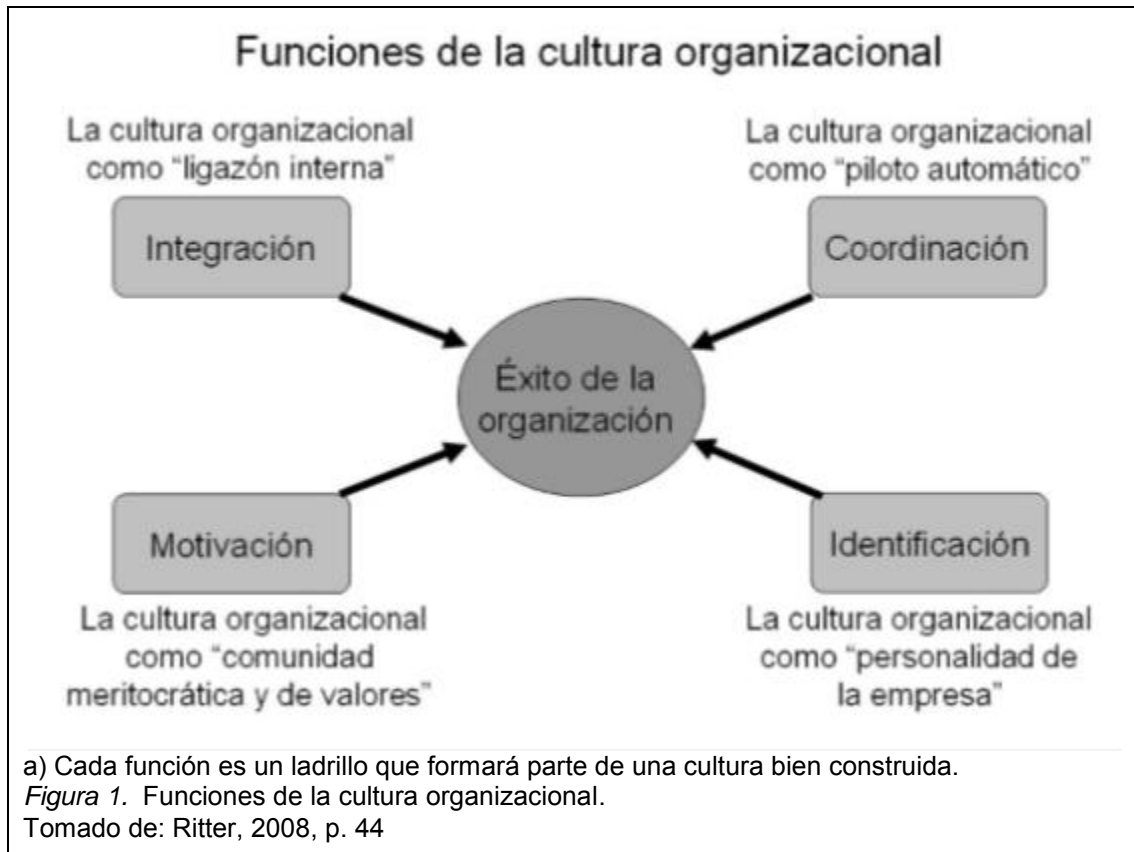 Funciones de la cultura organizacional
La cultura organizacional
como “ligazón interna”
Integración
La cultura organizacional
como “piloto automático”
Coordinación
Éxito de la
organización
Motivación
La cultura organizacional
como “comunidad
meritocrática y de valores”
Identificación
La cultura organizacional
como “personalidad de
la empresa”
a) Cada función es un ladrillo que formará parte de una cultura bien construida.
Figura 1. Funciones de la cultura organizacional.
Tomado de: Ritter, 2008, p. 44